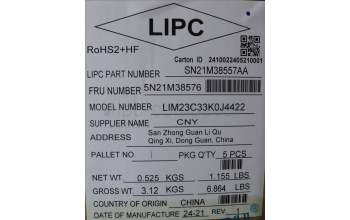 LIPC
RoHS2+HF
Carton ID 2410022405210001
LIPC PART NUMBER SN21M38557AA
FRU NUMBER 5N21M38576
MODEL NUMBER LIM23C33K0J4422
SUPPLIER NAME CNY
ADDRESS San Zhong Guan Li Qu
Qing Xi, Dong Guan, China
PALLET NO PKG Q'TY 5 PCS
NET WT 0.525 KGS 1.155 LBS
GROSS WT 3.12 KGS 6.864 LBS
COUNTRY OF ORIGIN CHINA
DATE OF MANUFACTURE 24-21 REV